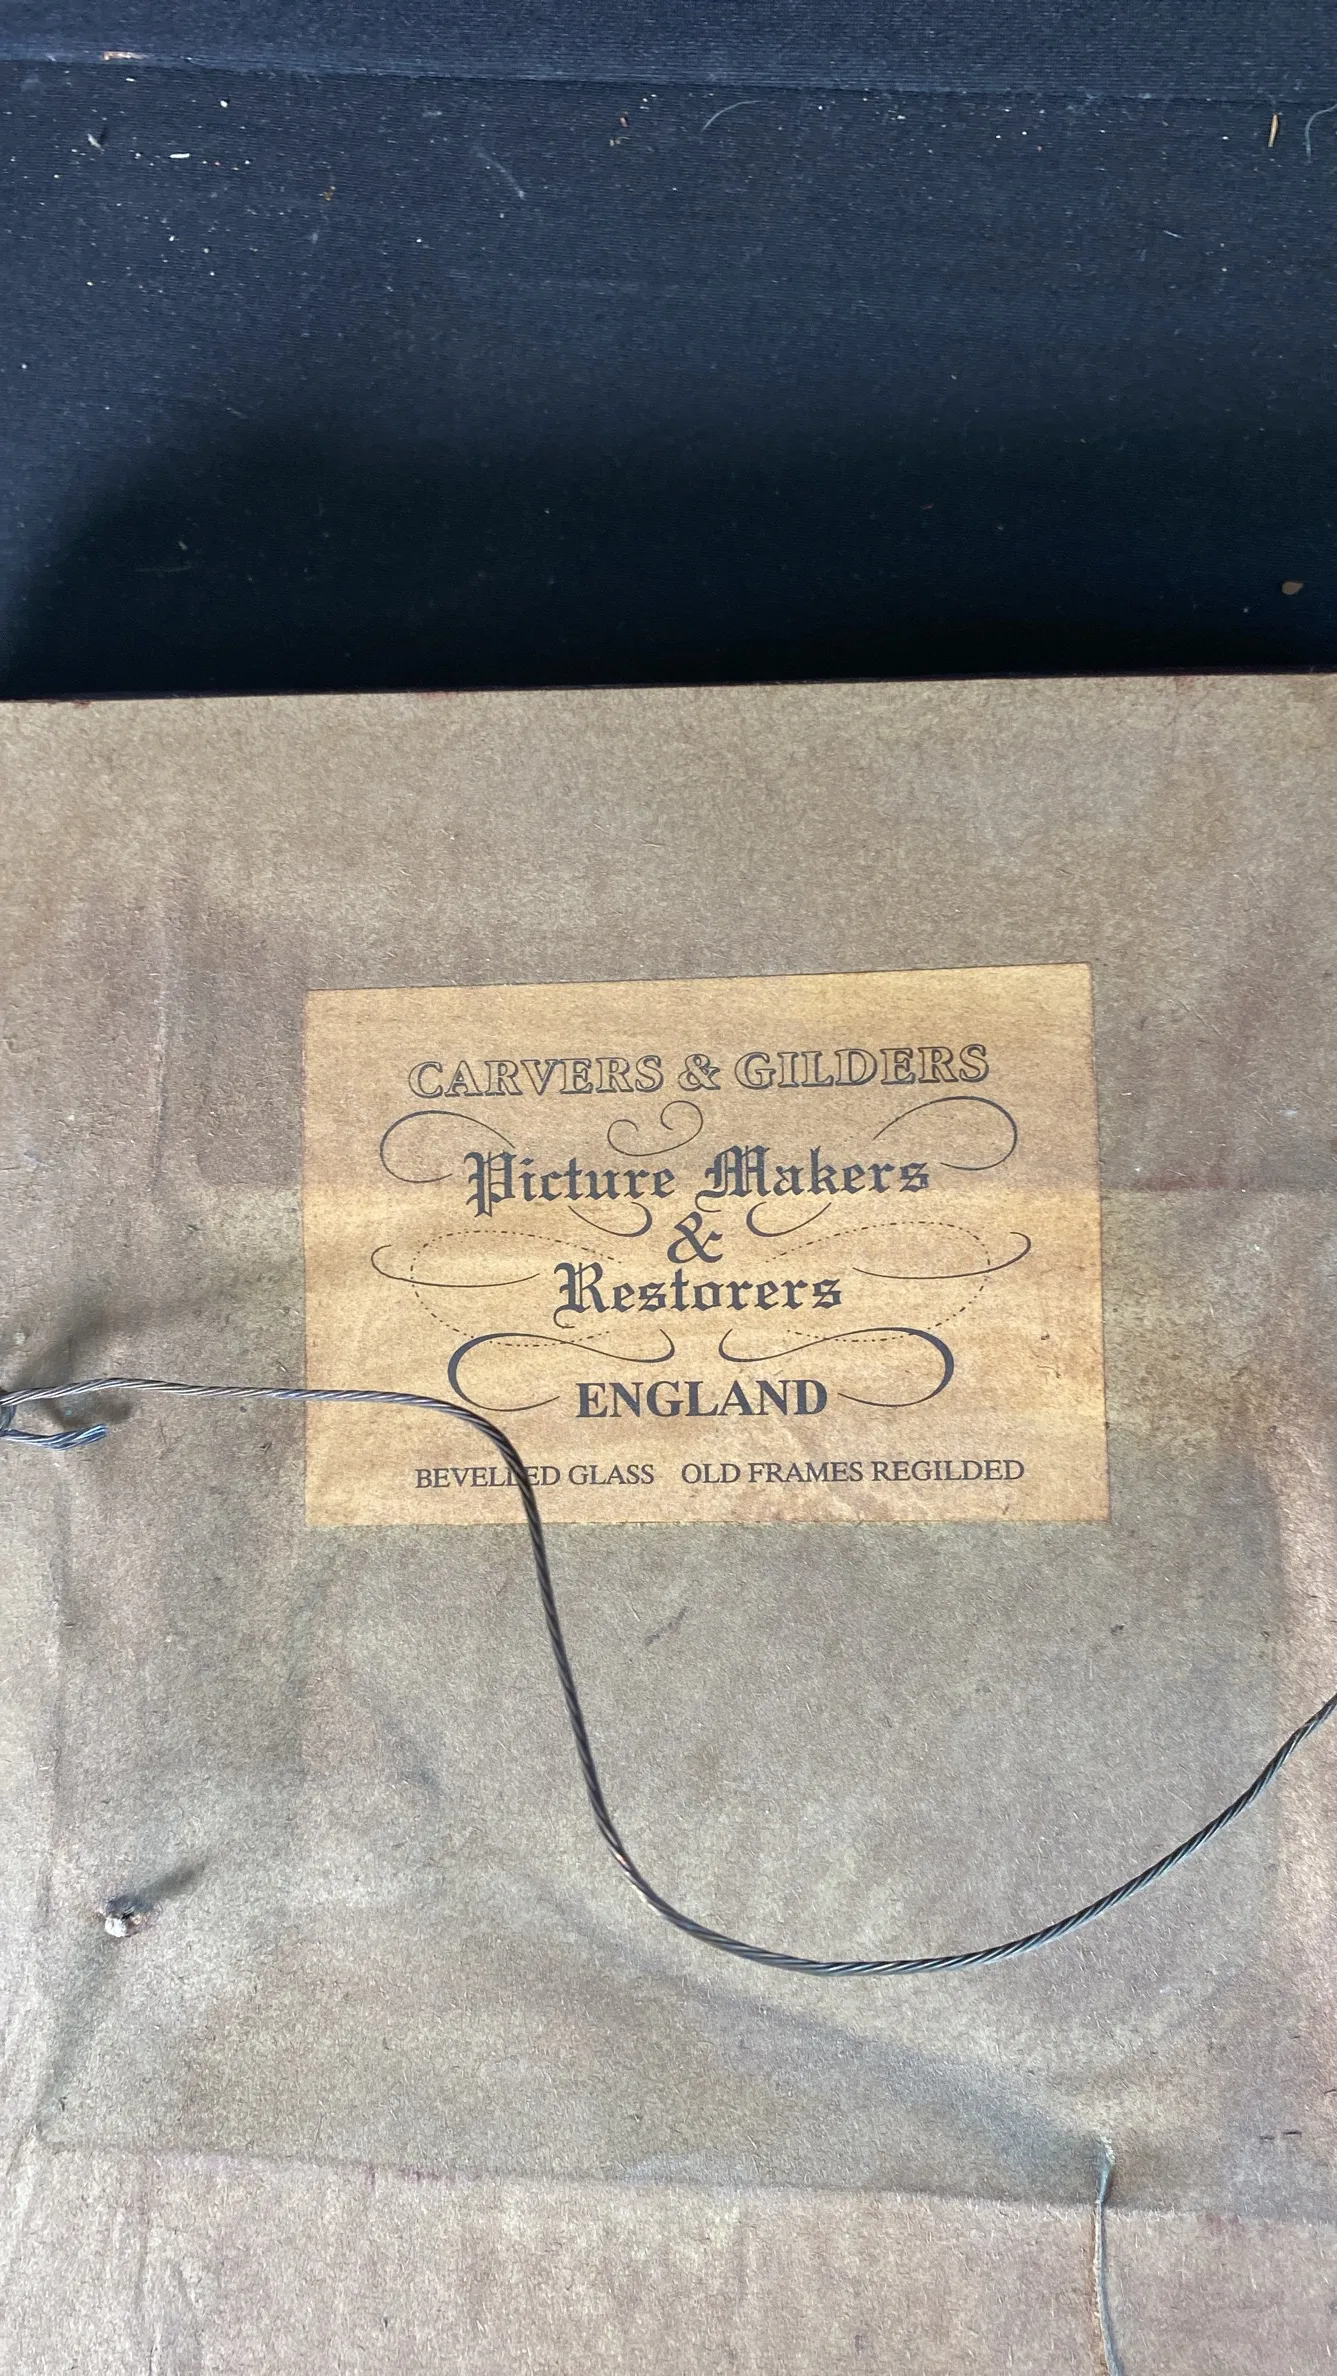 CARVERS & GILDERS
Picture Makers
&
Restorers
ENGLAND
BEVELLED GLASS OLD FRAMES REGILDED